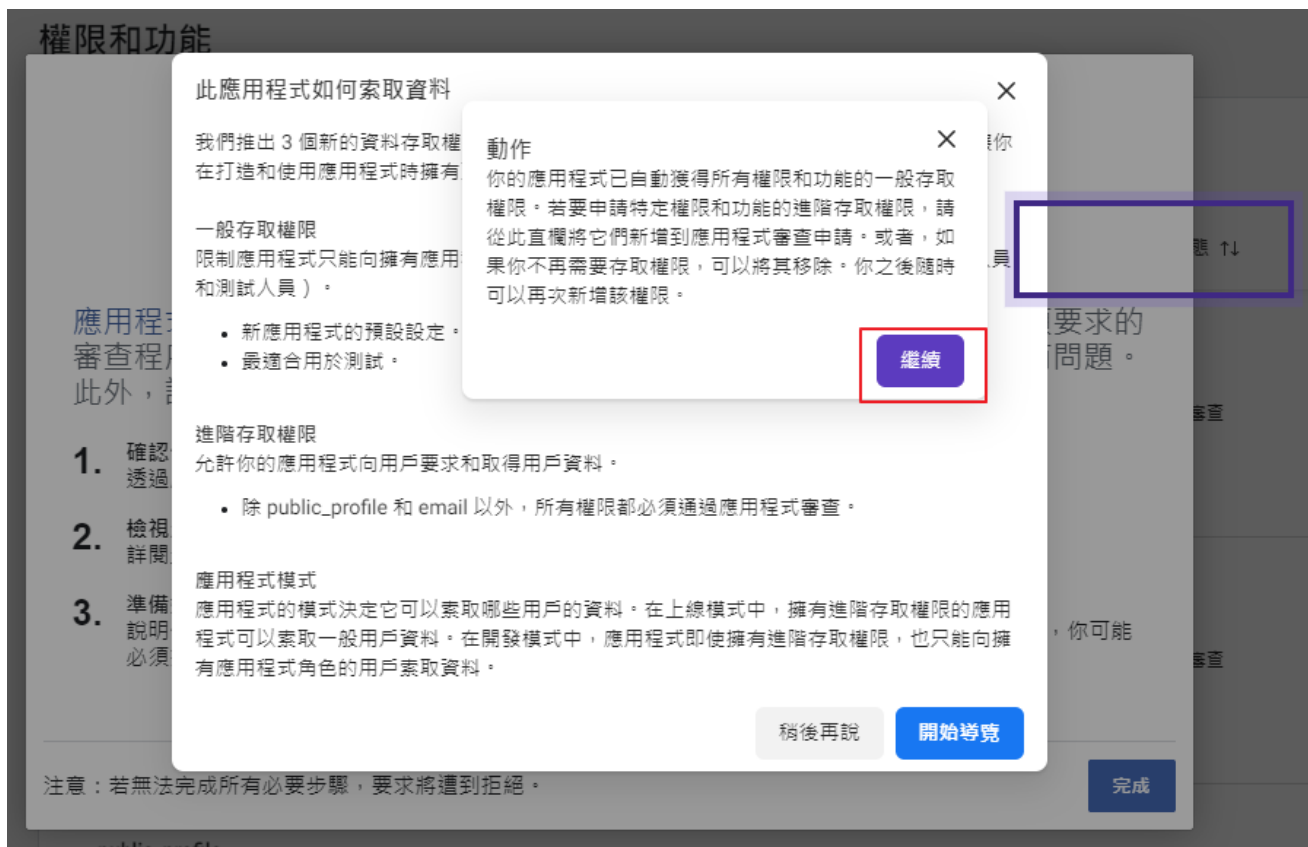 權限和功能
此應用程式如何索取資料
我們推出 3 個新的資料存取權
你
在打造和使用應用程式時擁有
動作
你的應用程式已自動獲得所有權限和功能的一般存取
權限。若要申請特定權限和功能的進階存取權限,請
從此直欄將它們新增到應用程式審查申請。或者,如
果你不再需要存取權限,可以將其移除。你之後隨時
可以再次新增該權限。
繼續
一般存取權限
限制應用程式只能向擁有應用
員
和測試人員)。
• 新應用程式的預設設定。
• 最適合用於測試。
態 ↑↓
應用程
要求的
審查程
問題。
此外,
審查
進階存取權限
允許你的應用程式向用戶要求和取得用戶資料。
• 除 public_profile 和 email 以外,所有權限都必須通過應用程式審查。
1. 確認
透過
2. 檢視
詳閱
3. 準備
說明
,你可能
必須
審查
應用程式模式
應用程式的模式決定它可以索取哪些用戶的資料。在上線模式中,擁有進階存取權限的應用
程式可以索取一般用戶資料。在開發模式中,應用程式即使擁有進階存取權限,也只能向擁
有應用程式角色的用戶索取資料。
稍後再說
開始導覽
注意:若無法完成所有必要步驟,要求將遭到拒絕。
完成